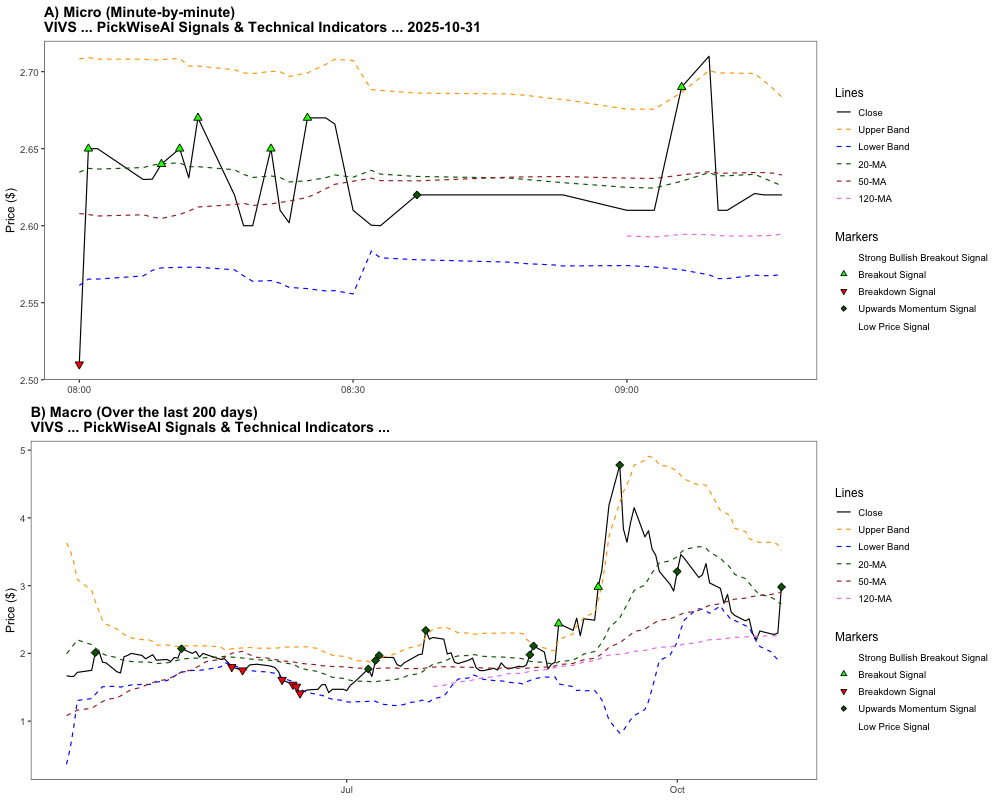 A) Micro (Minute-by-minute)
VIVS ... PickWiseAI Signals & Technical Indicators ... 2025-10-31
Price ($)
2.70
2.65
2.60
2.55
2.50
08:00
08:30
09:00
Lines
Close
Upper Band
Lower Band
20-MA
50-MA
120-MA
Markers
Strong Bullish Breakout Signal
Breakout Signal
Breakdown Signal
Upwards Momentum Signal
Low Price Signal
B) Macro (Over the last 200 days)
VIVS ... PickWiseAI Signals & Technical Indicators ...
Price ($)
5
4
3
2
1
Jul
Oct
Lines
Close
Upper Band
Lower Band
20-MA
50-MA
120-MA
Markers
Strong Bullish Breakout Signal
Breakout Signal
Breakdown Signal
Upwards Momentum Signal
Low Price Signal